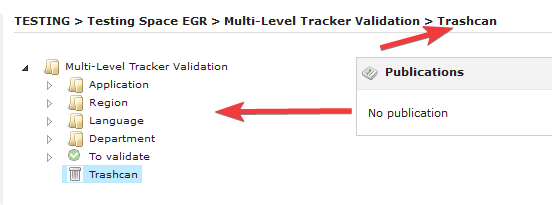 TESTING > Testing Space EGR > Multi-Level Tracker Validation > Trashcan
Multi-Level Tracker Validation
Application
Region
Language
Department
To validate
Trashcan
Publications
No publication